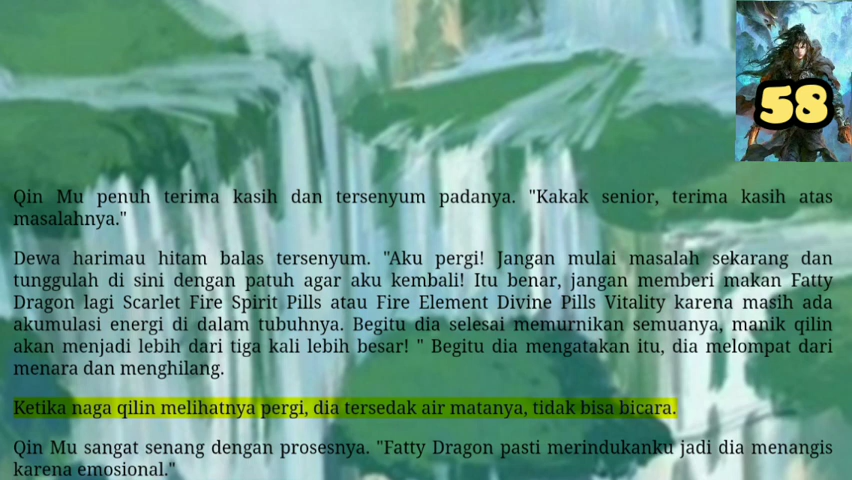 58
Qin Mu penuh terima kasih dan tersenyum padanya. "Kakak senior, terima kasih atas
masalahnya."
Dewa harimau hitam balas tersenyum. "Aku pergi! Jangan mulai masalah sekarang dan
tunggulah di sini dengan patuh agar aku kembali! Itu benar, jangan memberi makan Fatty
Dragon lagi Scarlet Fire Spirit Pills atau Fire Element Divine Pills Vitality karena masih ada
akumulasi energi di dalam tubuhnya. Begitu dia selesai memurnikan semuanya, manik qilin
akan menjadi lebih dari tiga kali lebih besar! " Begitu dia mengatakan itu, dia melompat dari
menara dan menghilang.
Ketika naga qilin melihatnya pergi, dia tersedak air matanya, tidak bisa bicara.
Qin Mu sangat senang dengan prosesnya. "Fatty Dragon pasti merindukanku jadi dia menangis
karena emosional."